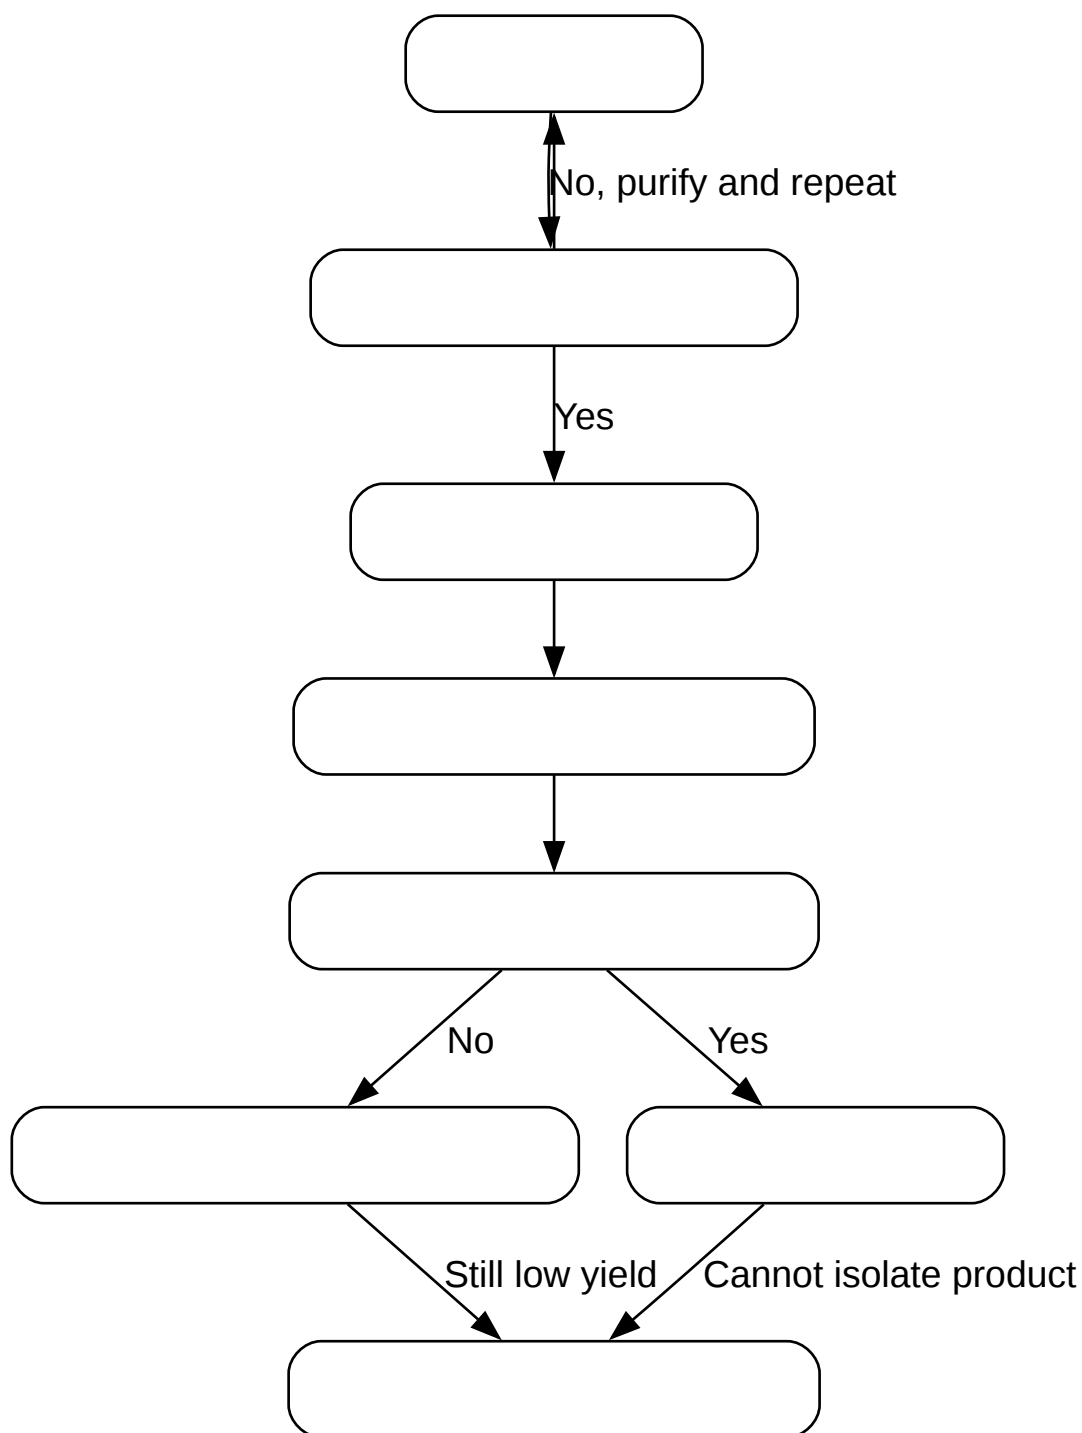 No, purify and repeat
Yes
No
Yes
Still low yield
Cannot isolate product